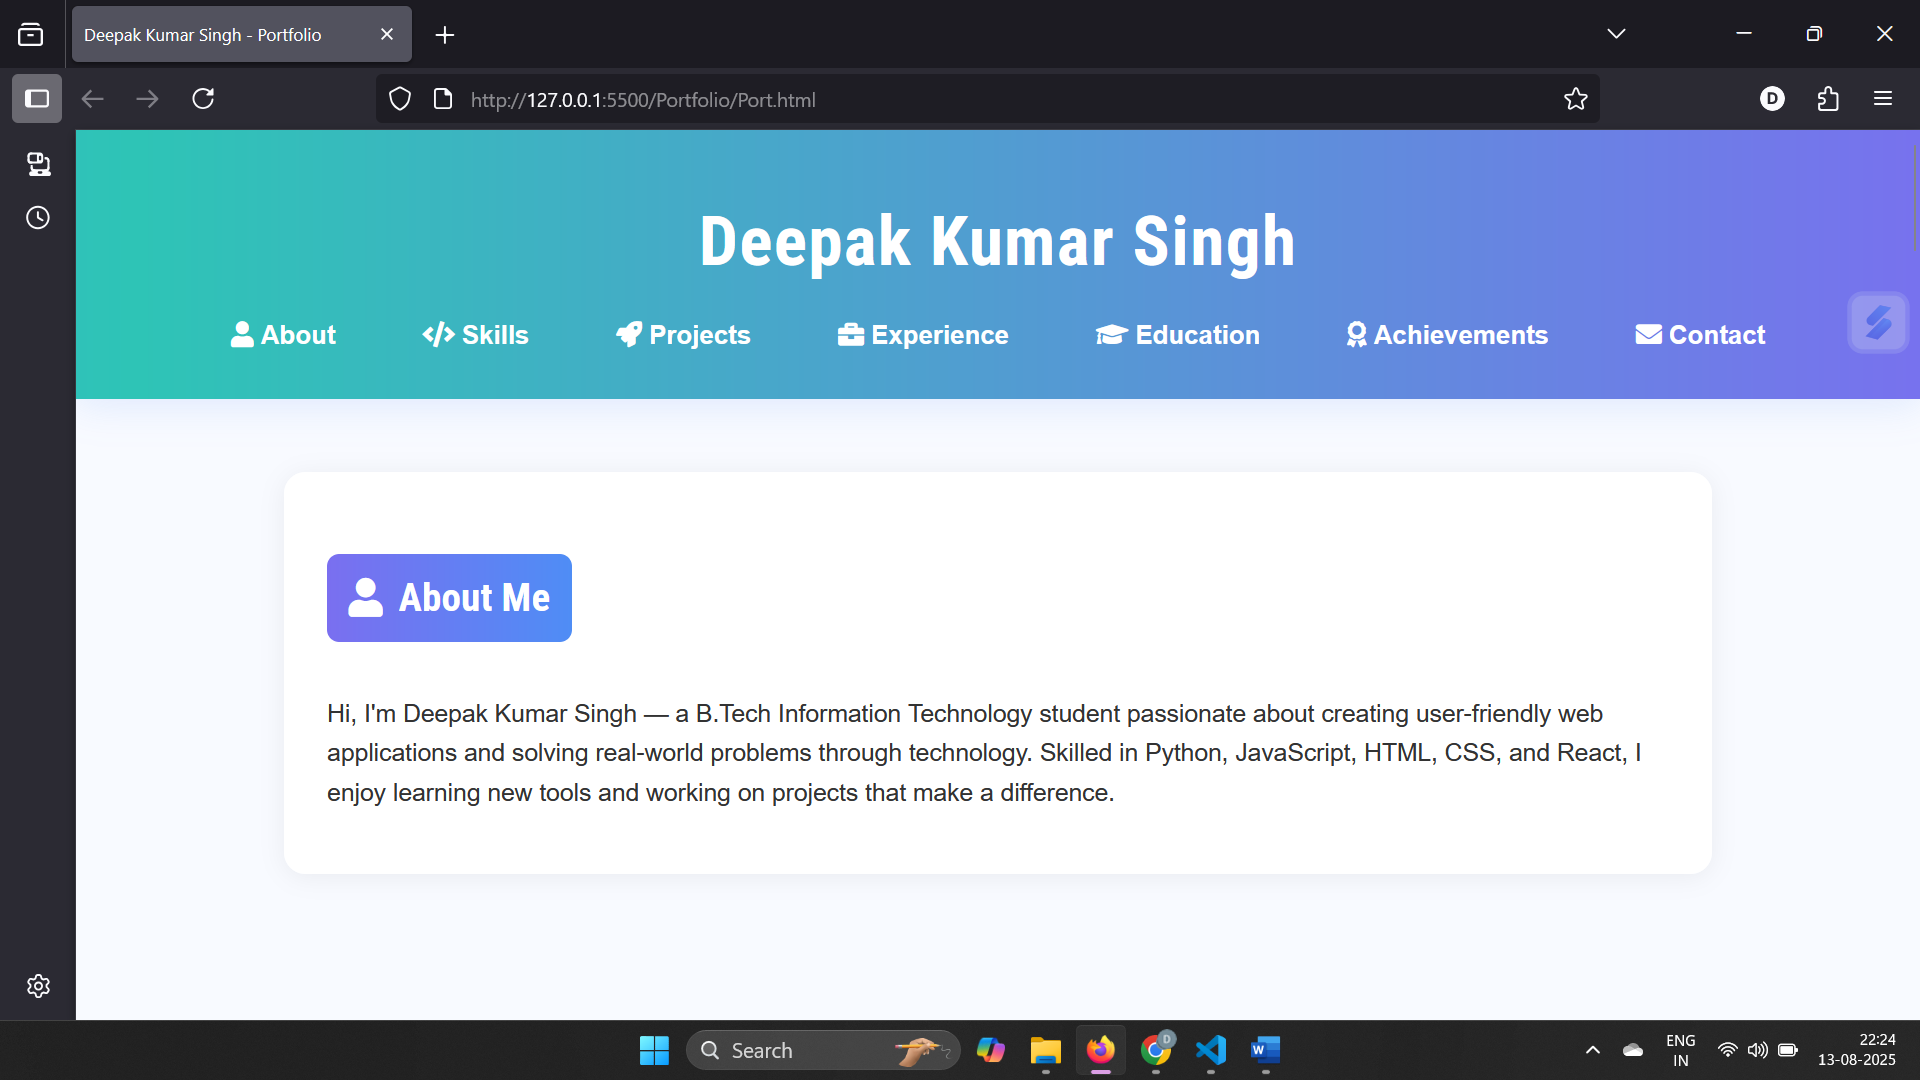 Deepak Kumar Singh - Portfolio
http://127.0.0.1:5500/Portfolio/Port.html
D
Deepak Kumar Singh
About
Skills
Projects
Experience
Education
Achievements
Contact
About Me
Hi, I'm Deepak Kumar Singh — a B.Tech Information Technology student passionate about creating user-friendly web
applications and solving real-world problems through technology. Skilled in Python, JavaScript, HTML, CSS, and React, I
enjoy learning new tools and working on projects that make a difference.
Search
D
W
ENG
IN
22:24
13-08-2025